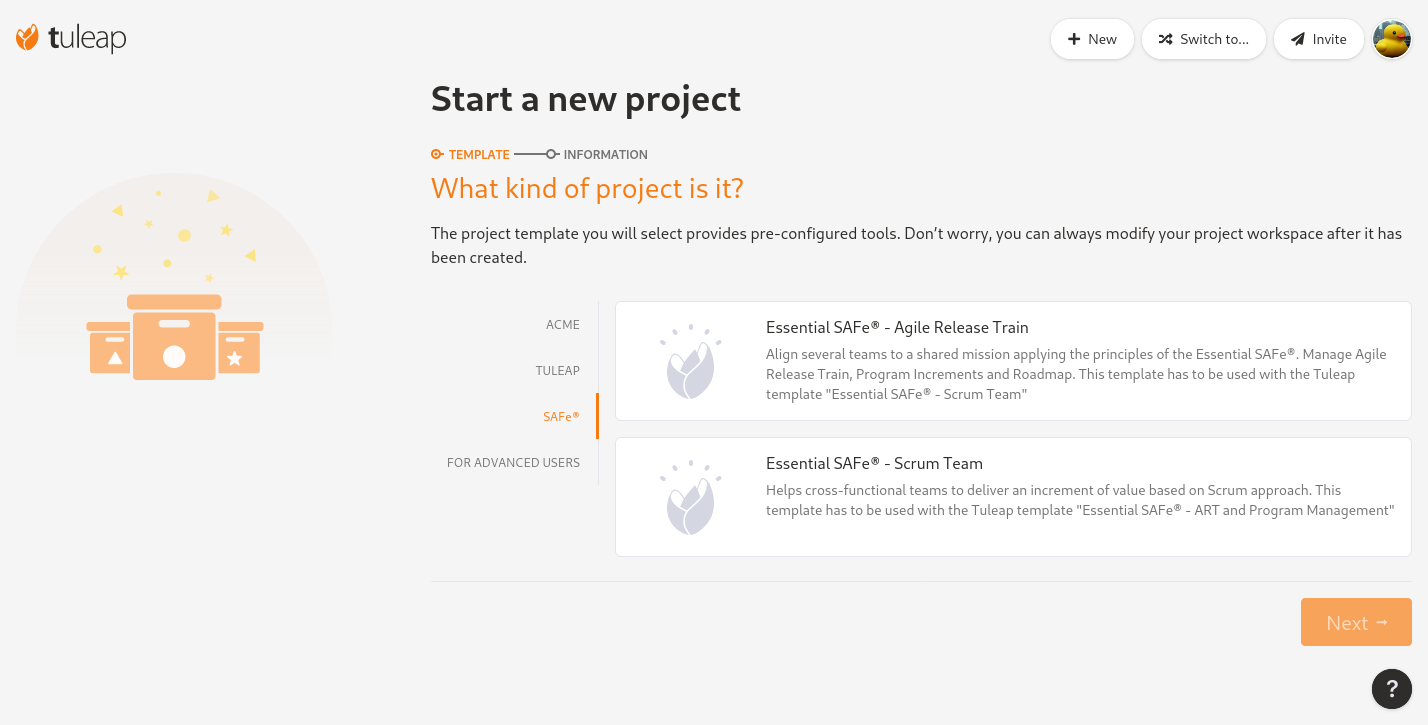 tuleap
New
Switch to...
Invite
Start a new project
TEMPLATE
INFORMATION
What kind of project is it?
The project template you will select provides pre-configured tools. Don’t worry, you can always modify your project workspace after it has
been created.
ACME
TULEAP
SAFe®
FOR ADVANCED USERS
Essential SAFe® - Agile Release Train
Align several teams to a shared mission applying the principles of the Essential SAFe®. Manage Agile
Release Train, Program Increments and Roadmap. This template has to be used with the Tuleap
template "Essential SAFe® - Scrum Team"
Essential SAFe® - Scrum Team
Helps cross-functional teams to deliver an increment of value based on Scrum approach. This
template has to be used with the Tuleap template "Essential SAFe® - ART and Program Management"
Next →
?